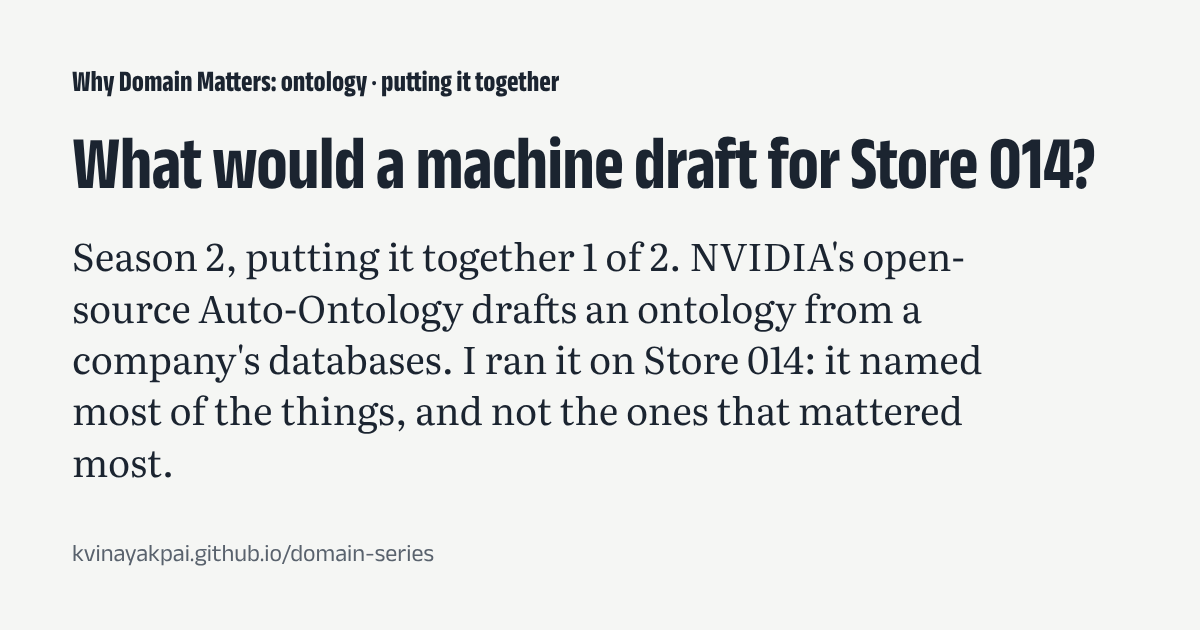 Why Domain Matters: ontology · putting it together
What would a machine draft for Store 014?
Season 2, putting it together 1 of 2. NVIDIA's open-
source Auto-Ontology drafts an ontology from a
company's databases. I ran it on Store 014: it named
most of the things, and not the ones that mattered
most.
kvinayakpai.github.io/domain-series